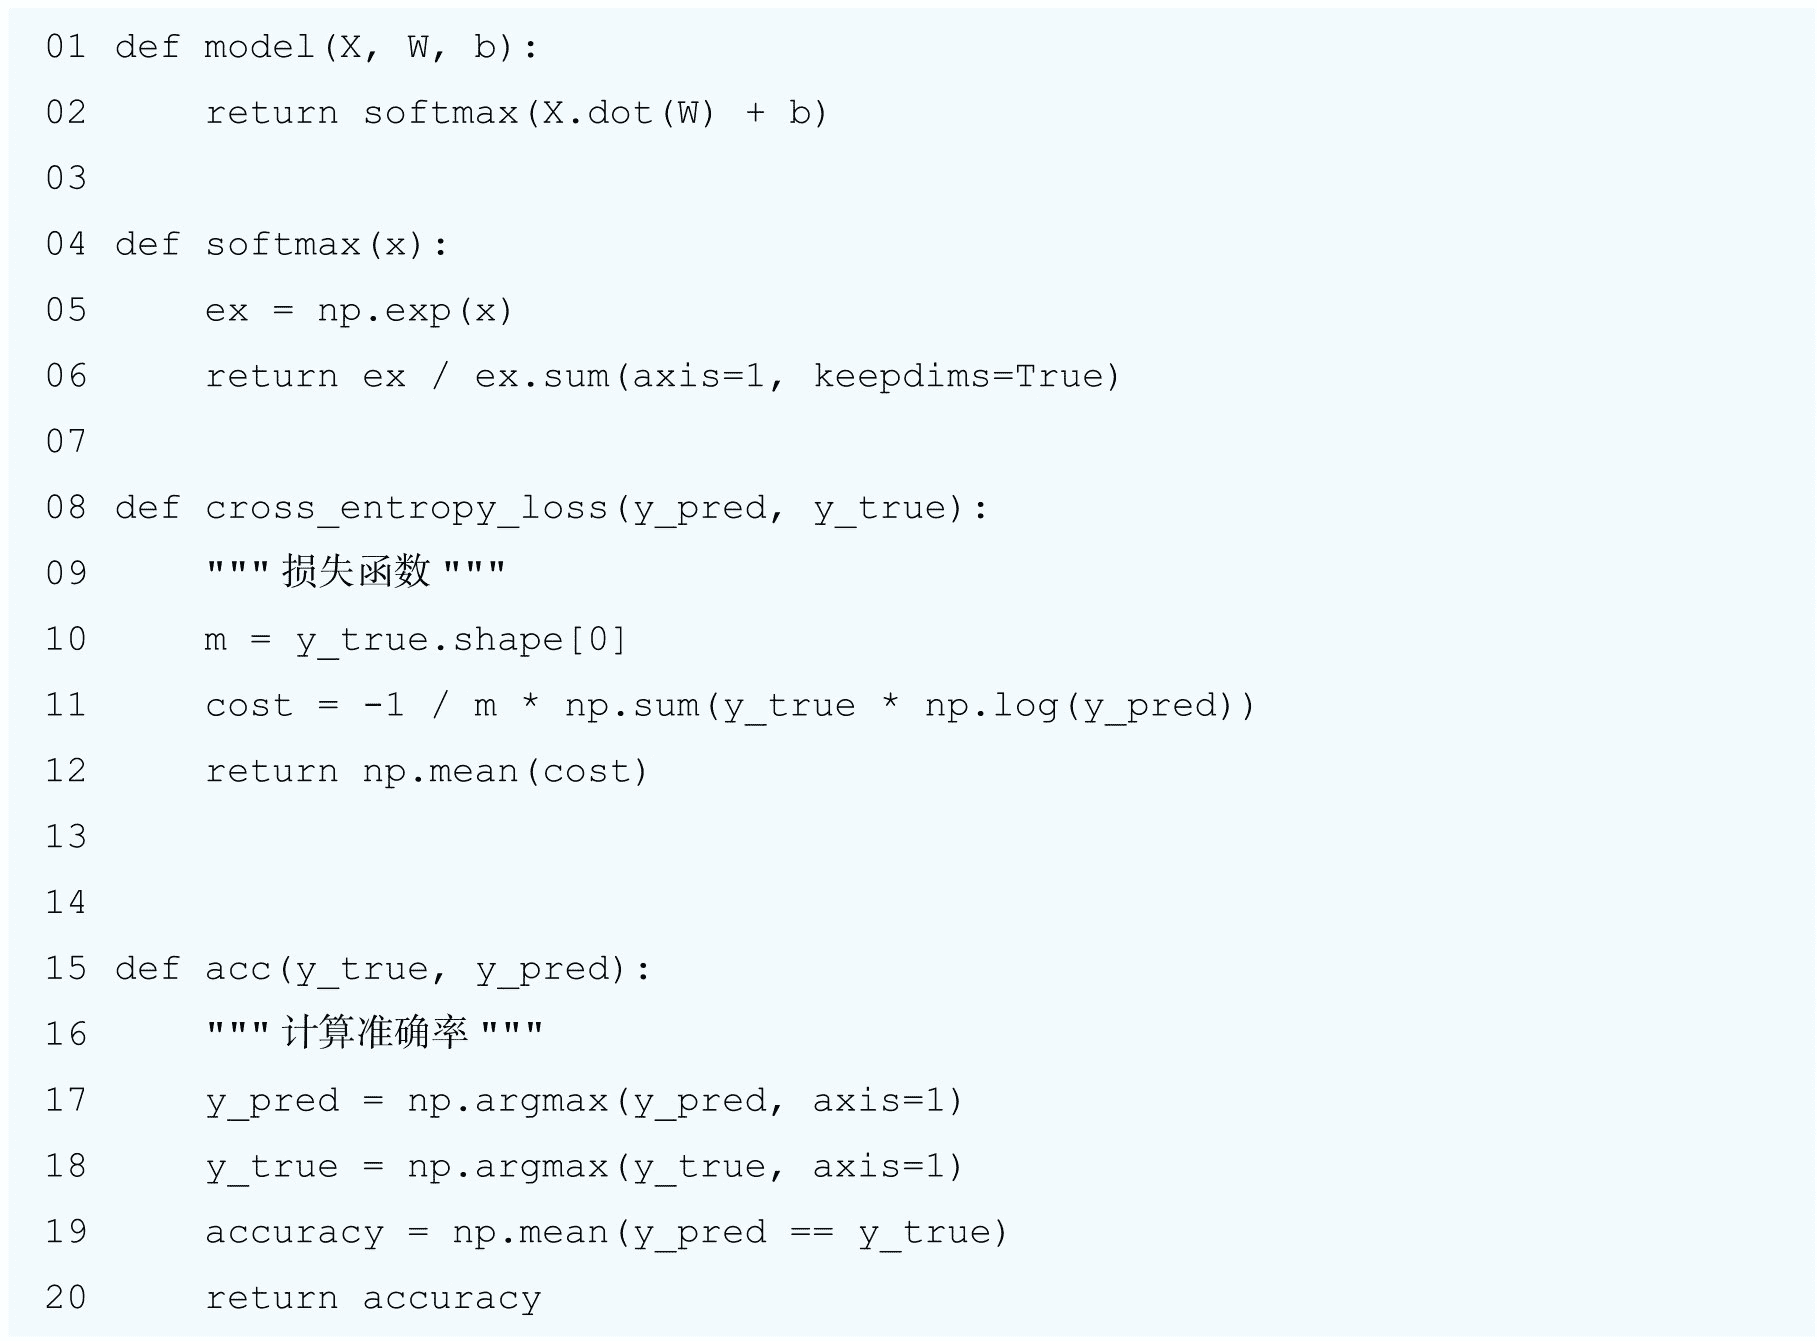 01 def model(X, W, b):
02     return softmax(X.dot(W) + b)
03
04 def softmax(x):
05     ex = np.exp(x)
06     return ex / ex.sum(axis=1, keepdims=True)
07
08 def cross_entropy_loss(y_pred, y_true):
09     """损失函数"""
10     m = y_true.shape[0]
11     cost = -1 / m * np.sum(y_true * np.log(y_pred))
12     return np.mean(cost)
13
14
15 def acc(y_true, y_pred):
16     """计算准确率"""
17     y_pred = np.argmax(y_pred, axis=1)
18     y_true = np.argmax(y_true, axis=1)
19     accuracy = np.mean(y_pred == y_true)
20     return accuracy